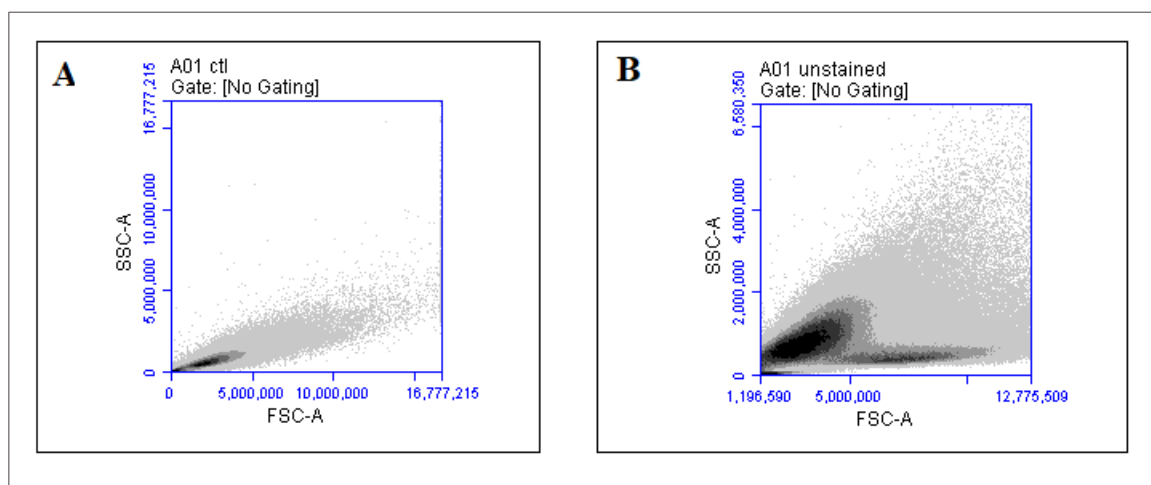 A
A01 ctl
Gate: [No Gating]
16,777,215
10,000,000
5,000,000
0
SSC-A
0
5,000,000
10,000,000
16,777,215
FSC-A
B
A01 unstained
Gate: [No Gating]
6,580,350
4,000,000
2,000,000
0
SSC-A
1,196,590
5,000,000
12,775,509
FSC-A